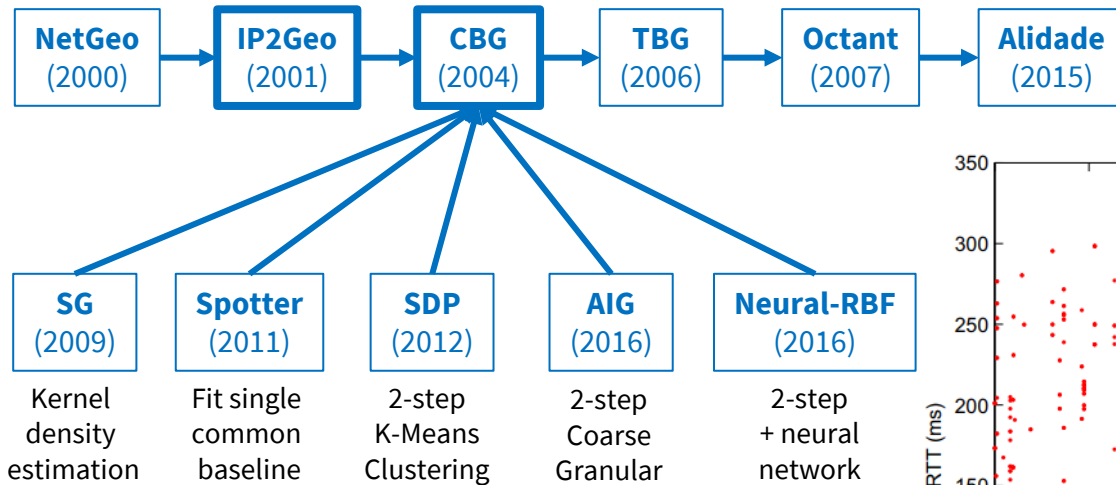 NetGeo
(2000)
IP2Geo
(2001)
CBG
(2004)
TBG
(2006)
Octant
(2007)
Alidade
(2015)
SG
(2009)
Spotter
(2011)
SDP
(2012)
AIG
(2016)
Neural-RBF
(2016)
Kernel
density
estimation
Fit single
common
baseline
2-step
K-Means
Clustering
2-step
Coarse
Granular
2-step
+ neural
network
350
300
250
200
150
RTT (ms)